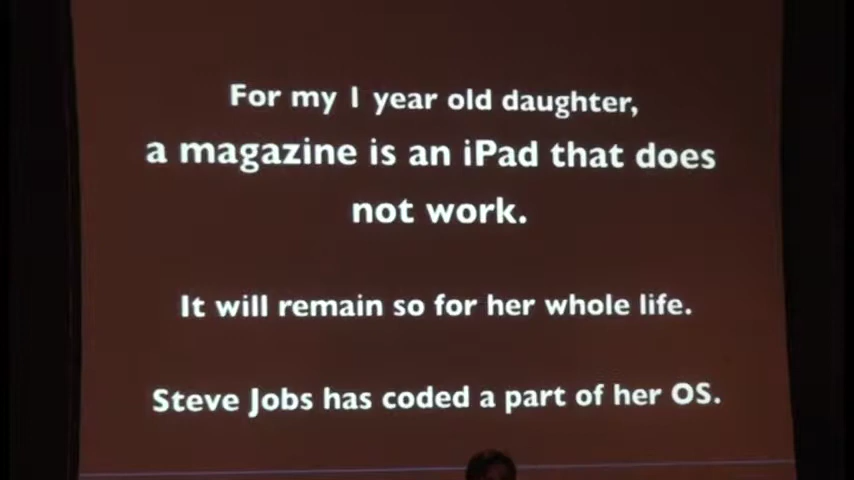 For my 1 year old daughter,
a magazine is an iPad that does
not work.
It will remain so for her whole life.
Steve Jobs has coded a part of her OS.